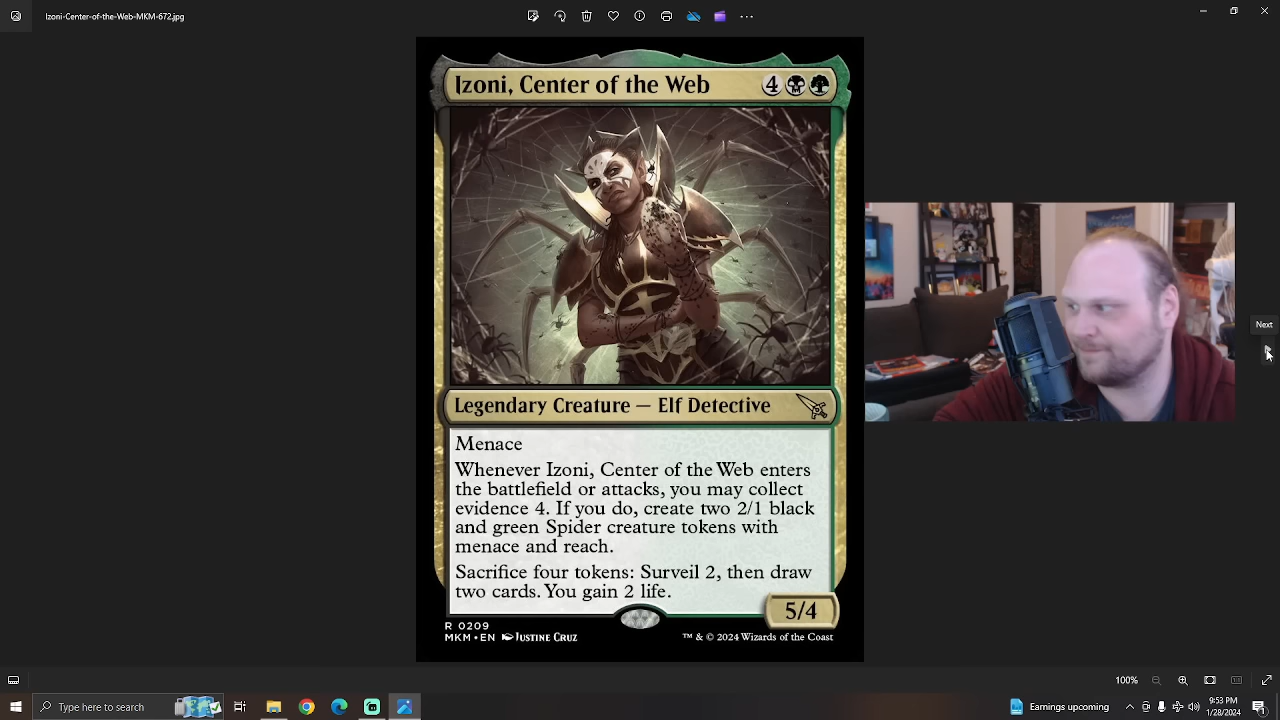 Izoni-Center-of-the-Web-MKM-672.jpg
Izoni, Center of the Web 4
Next
Legendary Creature — Elf Detective
Menace
Whenever Izoni, Center of the Web enters
the battlefield or attacks, you may collect
evidence 4. If you do, create two 2/1 black
and green Spider creature tokens with
menace and reach.
Sacrifice four tokens: Surveil 2, then draw
two cards. You gain 2 life.
5/4
R 0209
MKM • EN Justine Cruz
™ & © 2024 Wizards of the Coast
100%
Type here to search
Earnings upcoming
9:53 PM
1/28/2024